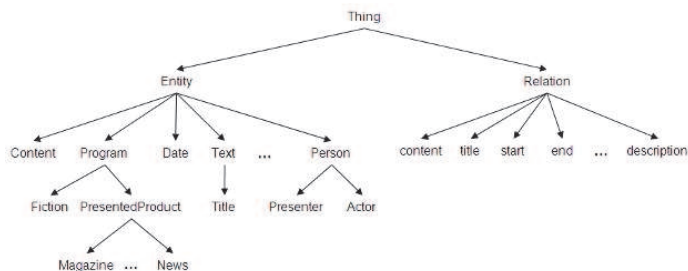 Thing
Entity Relation
Content Program Date Text ... Person content title start end ... description
Fiction PresentedProduct Title Presenter Actor
Magazine ... News